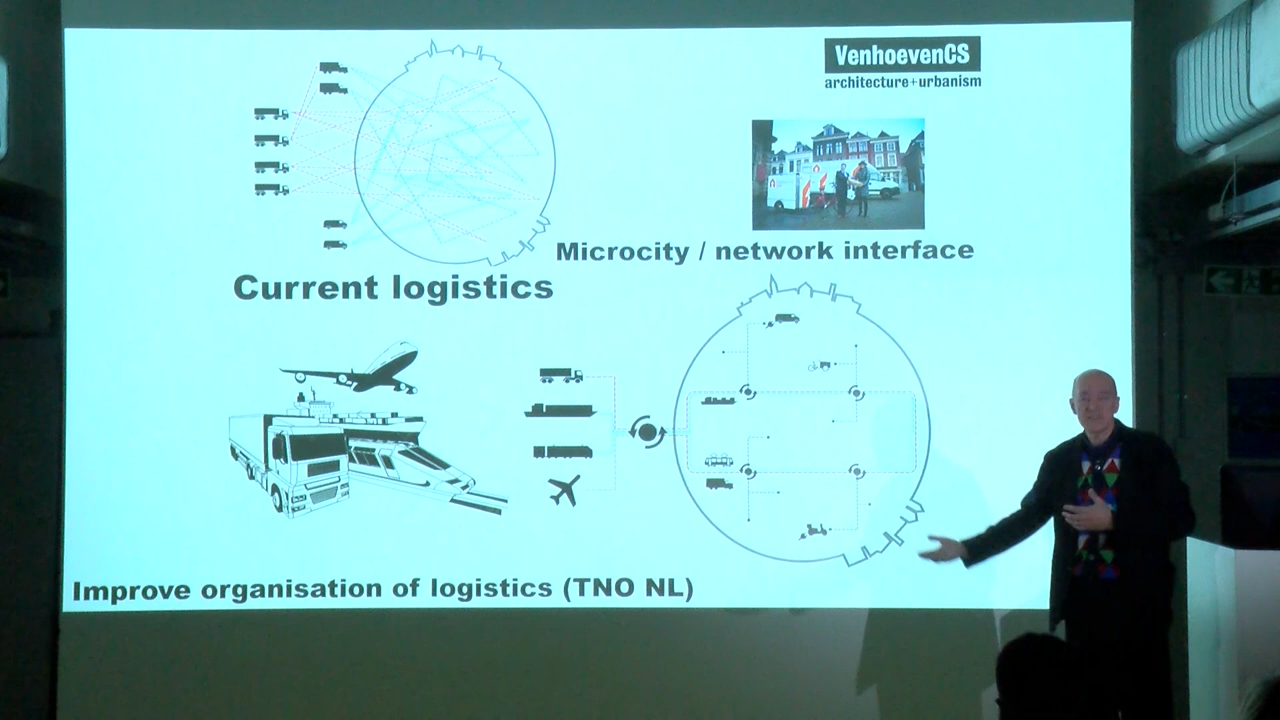 VenhoevenCS
architecture+urbanism
Microcity / network interface
Current logistics
Improve organisation of logistics (TNO NL)